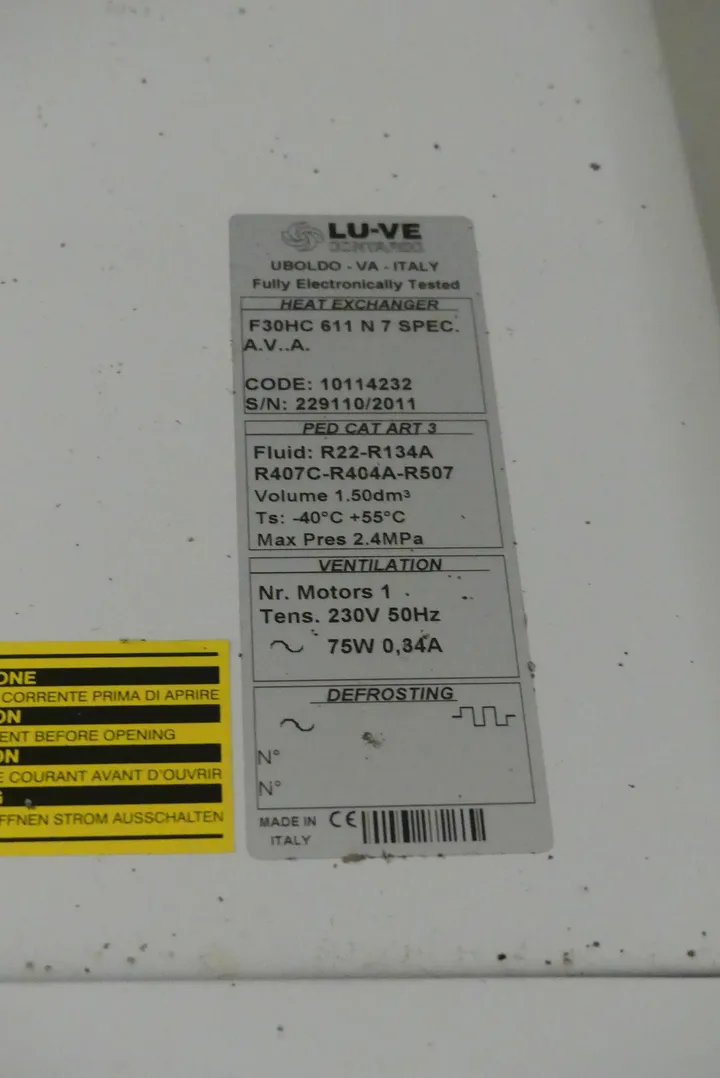 LU-VE
CONTARDO
UBOLDO - VA - ITALY
Fully Electronically Tested
HEAT EXCHANGER
F30HC 611 N 7 SPEC.
A.V..A.
CODE: 10114232
S/N: 229110/2011
PED CAT ART 3
Fluid: R22-R134A
R407C-R404A-R507
Volume 1.50dm³
Ts: -40°C +55°C
Max Pres 2.4MPa
VENTILATION
Nr. Motors 1
Tens. 230V 50Hz
75W 0,34A
DEFROSTING
N°
N°
MADE IN
ITALY
CE
ONE
CORRENTE PRIMA DI APRIRE
ON
ENT BEFORE OPENING
ON
E COURANT AVANT D'OUVRIR
G
FFNEN STROM AUSSCHALTEN